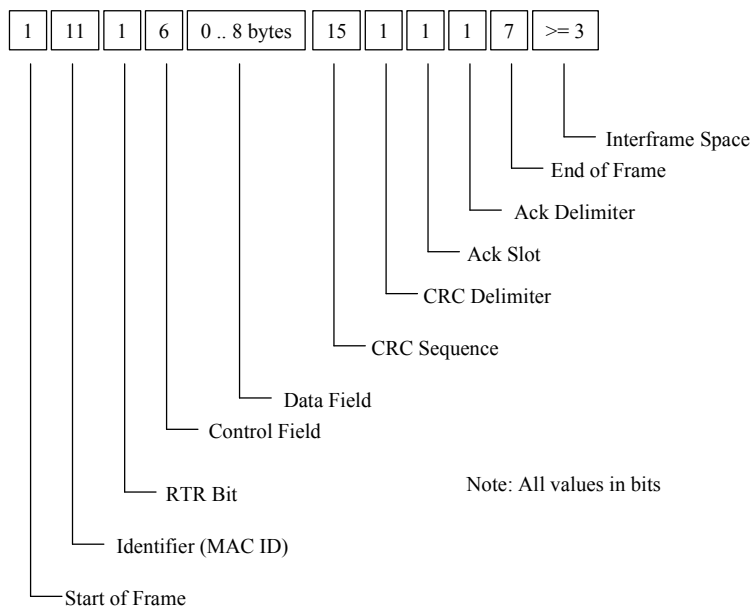 1 11 1 6 0 .. 8 bytes 15 1 1 1 7 >= 3
Interframe Space
End of Frame
Ack Delimiter
Ack Slot
CRC Delimiter
CRC Sequence
Data Field
Control Field
RTR Bit
Note: All values in bits
Identifier (MAC ID)
Start of Frame